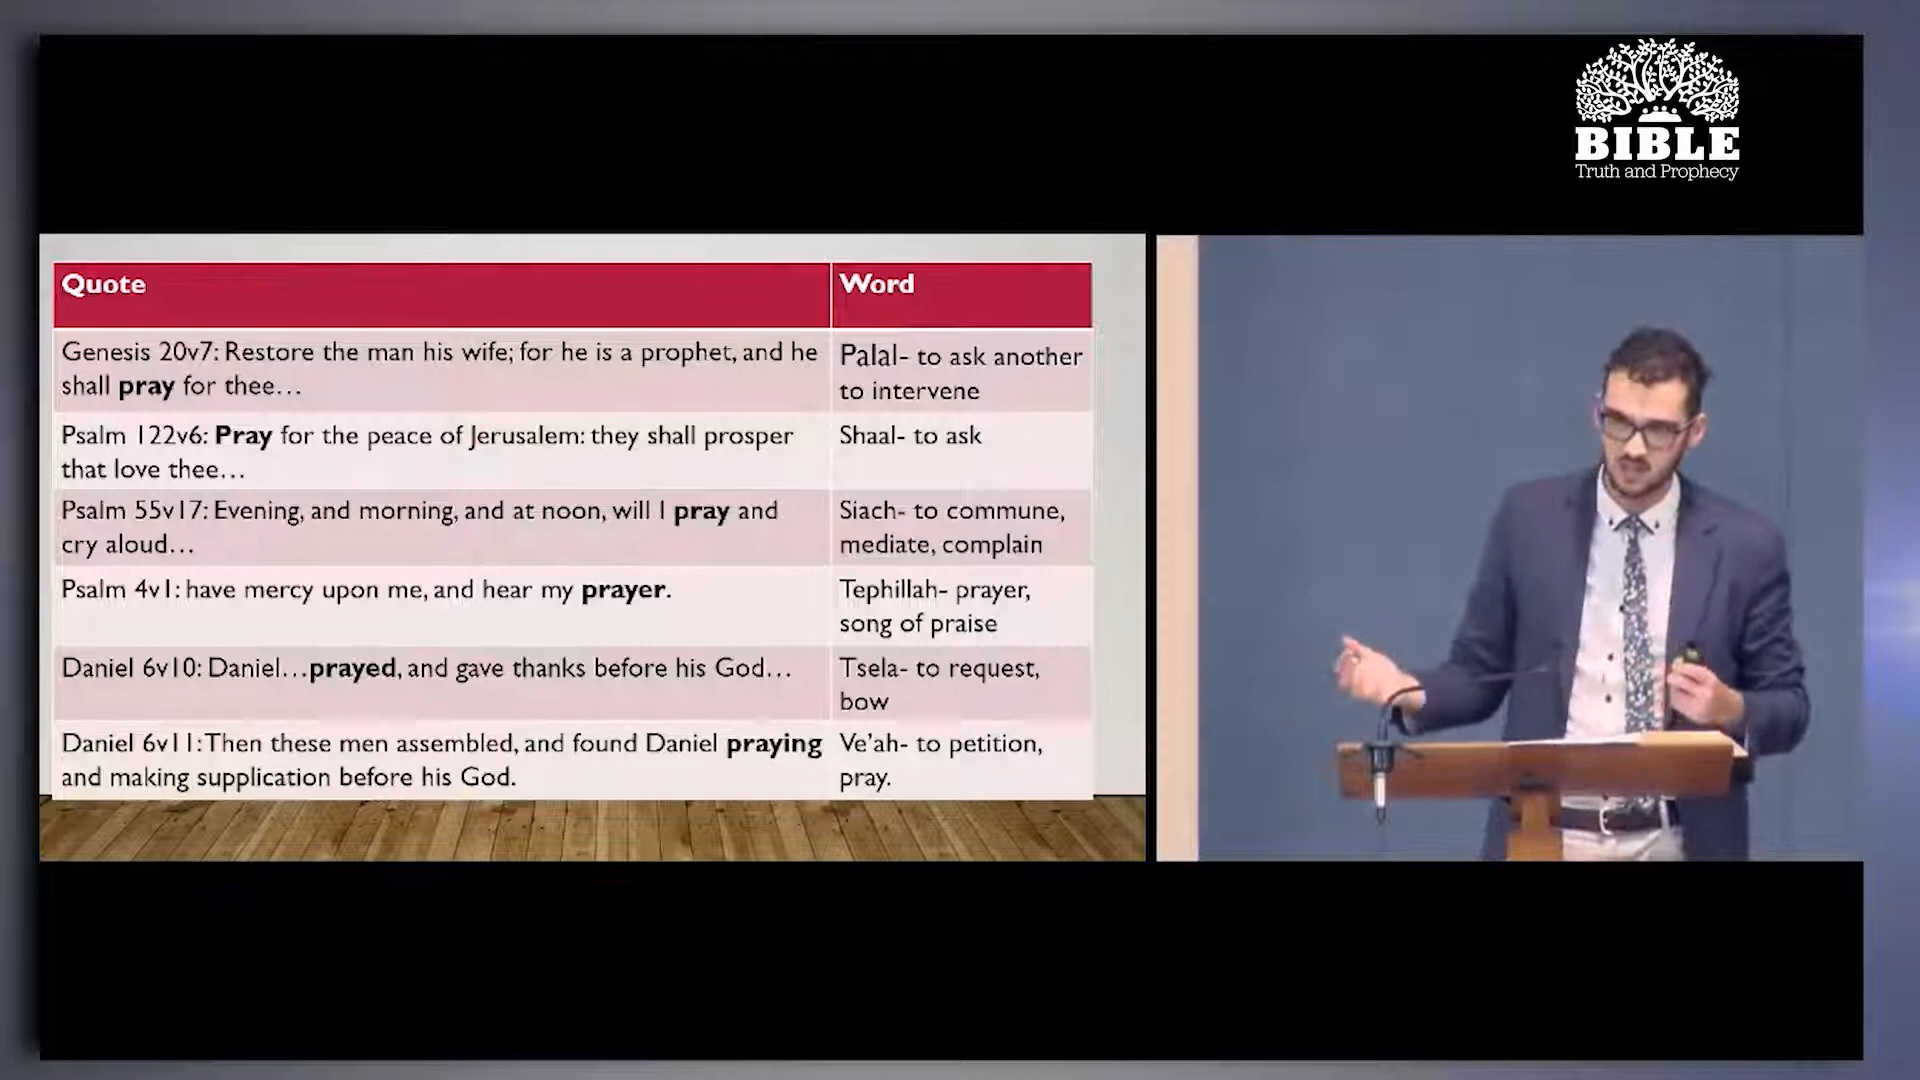 BIBLE
Truth and Prophecy
Quote
Word
Genesis 20v7: Restore the man his wife; for he is a prophet, and he
shall pray for thee…
Palal- to ask another
to intervene
Psalm 122v6: Pray for the peace of Jerusalem: they shall prosper
that love thee…
Shaal- to ask
Psalm 55v17: Evening, and morning, and at noon, will I pray and
cry aloud…
Siach- to commune,
mediate, complain
Psalm 4v1: have mercy upon me, and hear my prayer.
Tephillah- prayer,
song of praise
Daniel 6v10: Daniel…prayed, and gave thanks before his God…
Tsela- to request,
bow
Daniel 6v11: Then these men assembled, and found Daniel praying
and making supplication before his God.
Ve'ah- to petition,
pray.